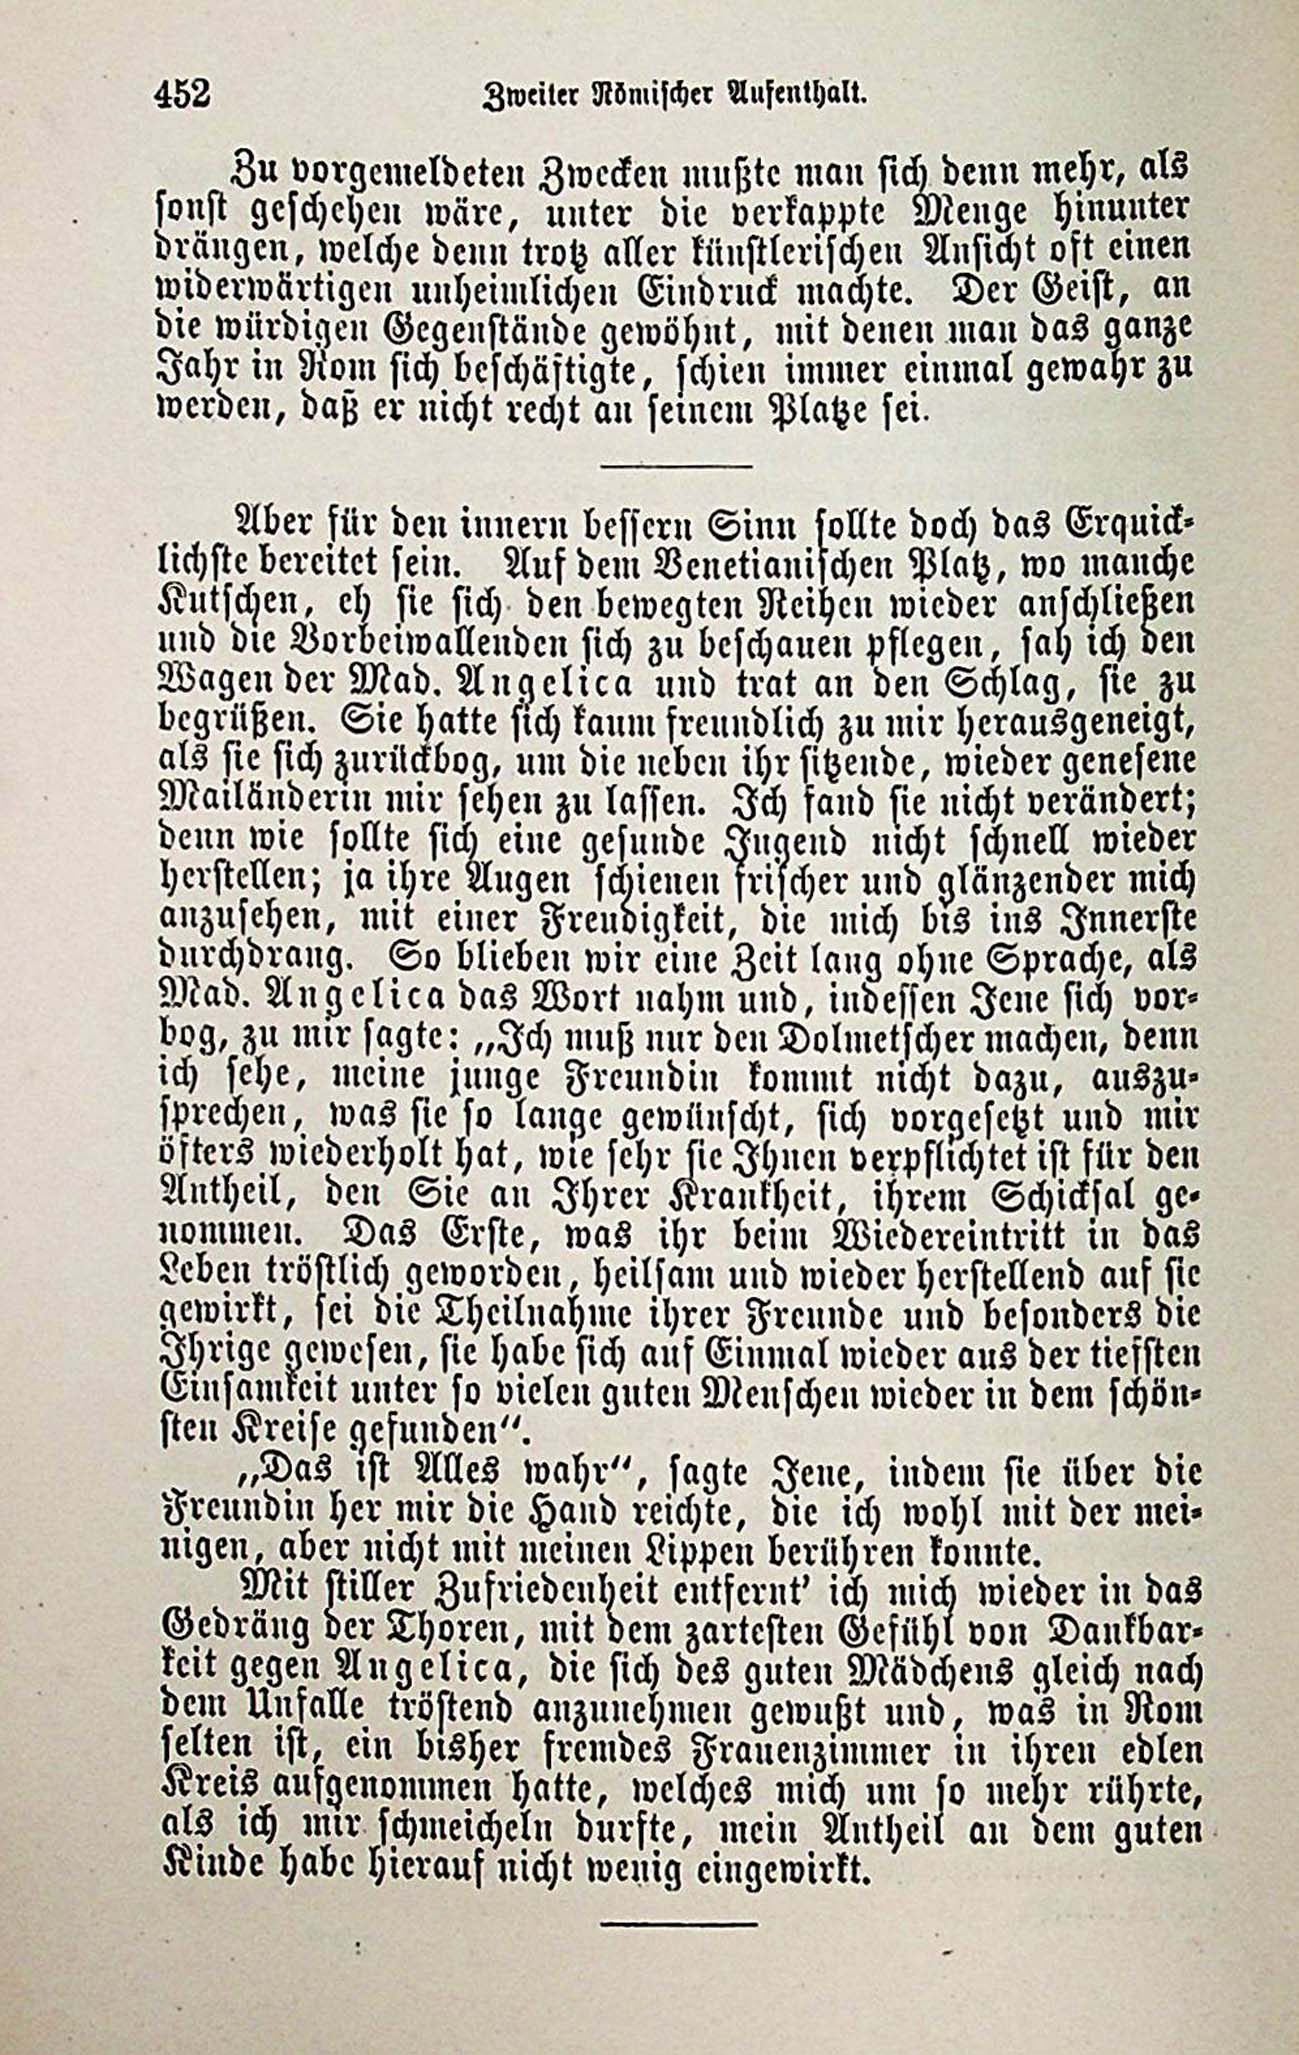 452
Zweiter Römischer Aufenthalt.
Zu vorgemeldeten Zwecken mußte man sich denn mehr, als
sonst geschehen wäre, unter die verkappte Menge hinunter
drängen, welche denn trotz aller künstlerischen Ansicht oft einen
widerwärtigen unheimlichen Eindruck machte. Der Geist, an
die würdigen Gegenstände gewöhnt, mit denen man das ganze
Jahr in Rom sich beschäftigte, schien immer einmal gewahr zu
werden, daß er nicht recht an seinem Platze sei.
Aber für den innern bessern Sinn sollte doch das Erquick-
lichste bereitet sein. Auf dem Venetianischen Platz, wo manche
Kutschen, eh sie sich den bewegten Reihen wieder anschließen
und die Vorbeiwallenden sich zu beschauen pflegen, sah ich den
Wagen der Mad. Angelica und trat an den Schlag, sie zu
begrüßen. Sie hatte sich kaum freundlich zu mir herausgeneigt,
als sie sich zurückbog, um die neben ihr sitzende, wieder genesene
Mailänderin mir sehen zu lassen. Ich fand sie nicht verändert;
denn wie sollte sich eine gesunde Jugend nicht schnell wieder
herstellen; ja ihre Augen schienen frischer und glänzender mich
anzusehen, mit einer Freudigkeit, die mich bis ins Innerste
durchdrang. So blieben wir eine Zeit lang ohne Sprache, als
Mad. Angelica das Wort nahm und, indessen Jene sich vor-
bog, zu mir sagte: „Ich muß nur den Dolmetscher machen, denn
ich sehe, meine junge Freundin kommt nicht dazu, auszu-
sprechen, was sie so lange gewünscht, sich vorgesetzt und mir
öfters wiederholt hat, wie sehr sie Ihnen verpflichtet ist für den
Antheil, den Sie an Ihrer Krankheit, ihrem Schicksal ge-
nommen. Das Erste, was ihr beim Wiedereintritt in das
Leben tröstlich geworden, heilsam und wieder herstellend auf sie
gewirkt, sei die Theilnahme ihrer Freunde und besonders die
Ihrige gewesen, sie habe sich auf Einmal wieder aus der tiefsten
Einsamkeit unter so vielen guten Menschen wieder in dem schön-
sten Kreise gefunden“.
„Das ist Alles wahr“, sagte Jene, indem sie über die
Freundin her mir die Hand reichte, die ich wohl mit der mei-
nigen, aber nicht mit meinen Lippen berühren konnte.
Mit stiller Zufriedenheit entfernt’ ich mich wieder in das
Gedräng der Thoren, mit dem zartesten Gefühl von Dankbar-
keit gegen Angelica, die sich des guten Mädchens gleich nach
dem Unfalle tröstend anzunehmen gewußt und, was in Rom
selten ist, ein bisher fremdes Frauenzimmer in ihren edlen
Kreis aufgenommen hatte, welches mich um so mehr rührte,
als ich mir schmeicheln durfte, mein Antheil an dem guten
Kinde habe hierauf nicht wenig eingewirkt.